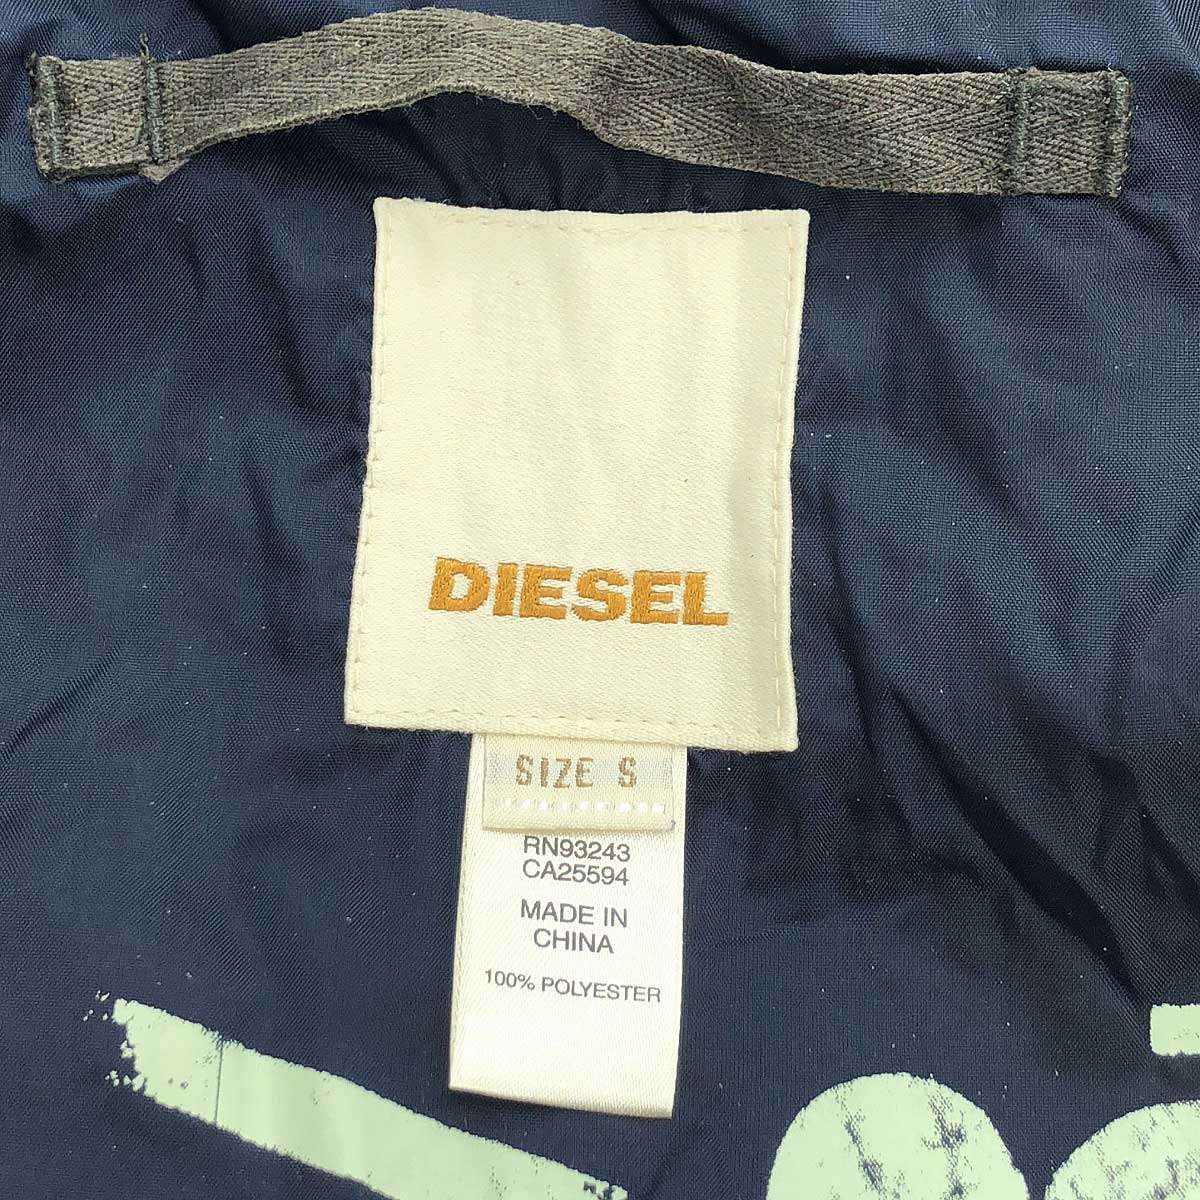 DIESEL
SIZE S
RN93243
CA25594
MADE IN
CHINA
100% POLYESTER